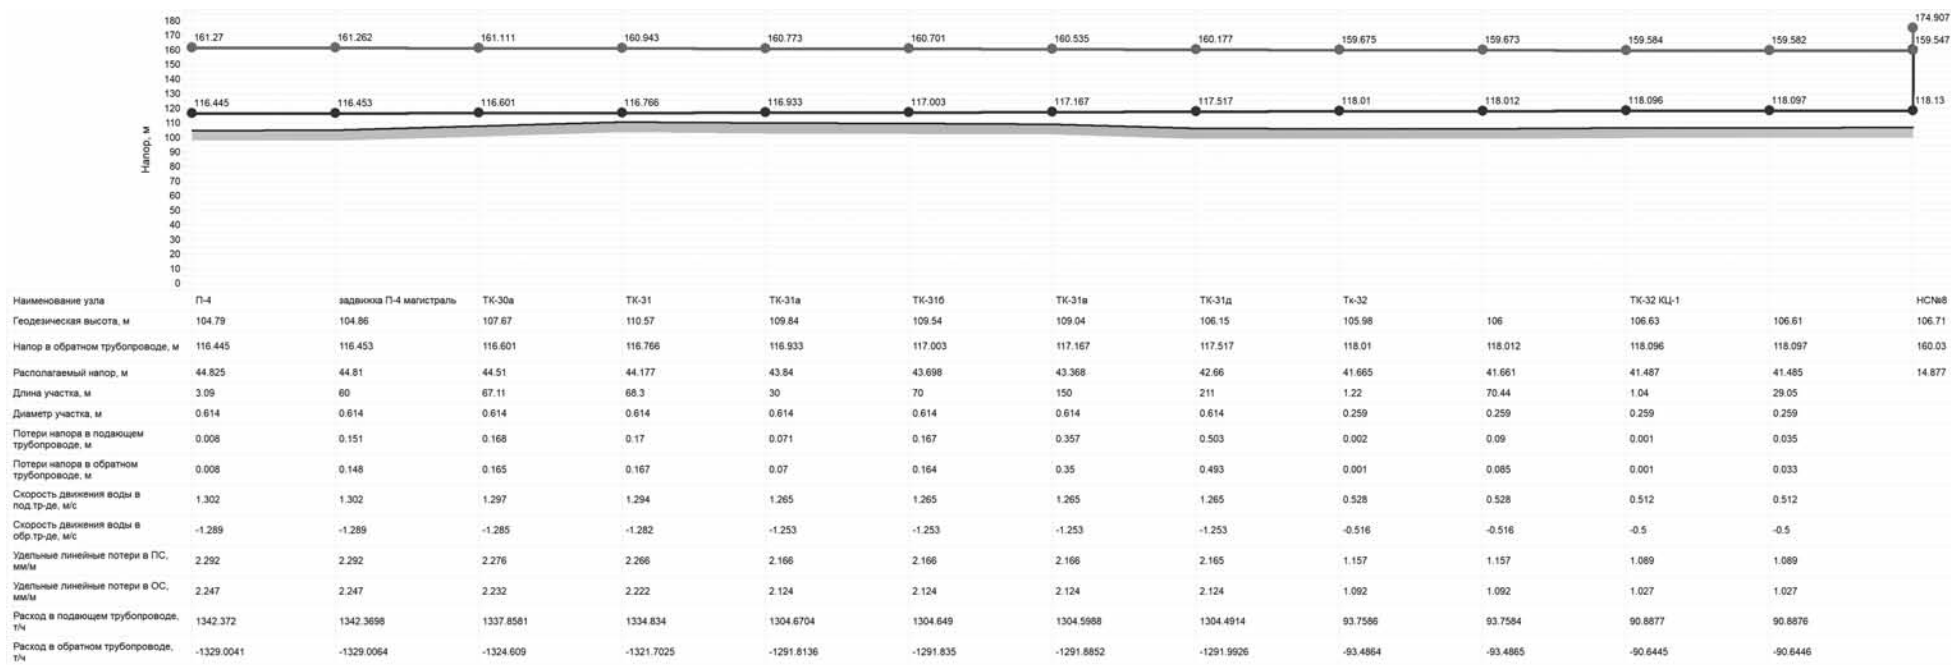 180
170
160
150
140
130
120
110
100
90
80
70
60
50
40
30
20
10
0
Напор, м
161.27 161.262 161.111 160.943 160.773 160.701 160.535 160.177 159.675 159.673 159.584 159.582 174.907
159.547
116.445 116.453 116.601 116.766 116.933 117.003 117.167 117.517 118.01 118.012 118.096 118.097 118.13
Наименование узла П-4 задвижка П-4 магистраль ТК-30а ТК-31 ТК-31а ТК-31б ТК-31в ТК-31д Тк-32 ТК-32 КЦ-1 НС№8
Геодезическая высота, м 104.79 104.86 107.67 110.57 109.84 109.54 109.04 106.15 105.98 106 106.63 106.61 106.71
Напор в обратном трубопроводе, м 116.445 116.453 116.601 116.766 116.933 117.003 117.167 117.517 118.01 118.012 118.096 118.097 160.03
Располагаемый напор, м 44.825 44.81 44.51 44.177 43.84 43.698 43.368 42.66 41.665 41.661 41.487 41.485 14.877
Длина участка, м 3.09 60 67.11 68.3 30 70 150 211 1.22 70.44 1.04 29.05
Диаметр участка, м 0.614 0.614 0.614 0.614 0.614 0.614 0.614 0.614 0.259 0.259 0.259 0.259
Потери напора в подающем
трубопроводе, м 0.008 0.151 0.168 0.17 0.071 0.167 0.357 0.503 0.002 0.09 0.001 0.035
Потери напора в обратном
трубопроводе, м 0.008 0.148 0.165 0.167 0.07 0.164 0.35 0.493 0.001 0.085 0.001 0.033
Скорость движения воды в
под.тр-де, м/с 1.302 1.302 1.297 1.294 1.265 1.265 1.265 1.265 0.528 0.528 0.512 0.512
Скорость движения воды в
обр.тр-де, м/с -1.289 -1.289 -1.285 -1.282 -1.253 -1.253 -1.253 -1.253 -0.516 -0.516 -0.5 -0.5
Удельные линейные потери в ПС,
мм/м 2.292 2.292 2.276 2.266 2.166 2.166 2.166 2.165 1.157 1.157 1.089 1.089
Удельные линейные потери в ОС,
мм/м 2.247 2.247 2.232 2.222 2.124 2.124 2.124 2.124 1.092 1.092 1.027 1.027
Расход в подающем трубопроводе,
т/ч 1342.372 1342.3698 1337.8581 1334.834 1304.6704 1304.649 1304.5988 1304.4914 93.7586 93.7584 90.8877 90.8876
Расход в обратном трубопроводе,
т/ч -1329.0041 -1329.0064 -1324.609 -1321.7025 -1291.8136 -1291.835 -1291.8852 -1291.9926 -93.4864 -93.4865 -90.6445 -90.6446